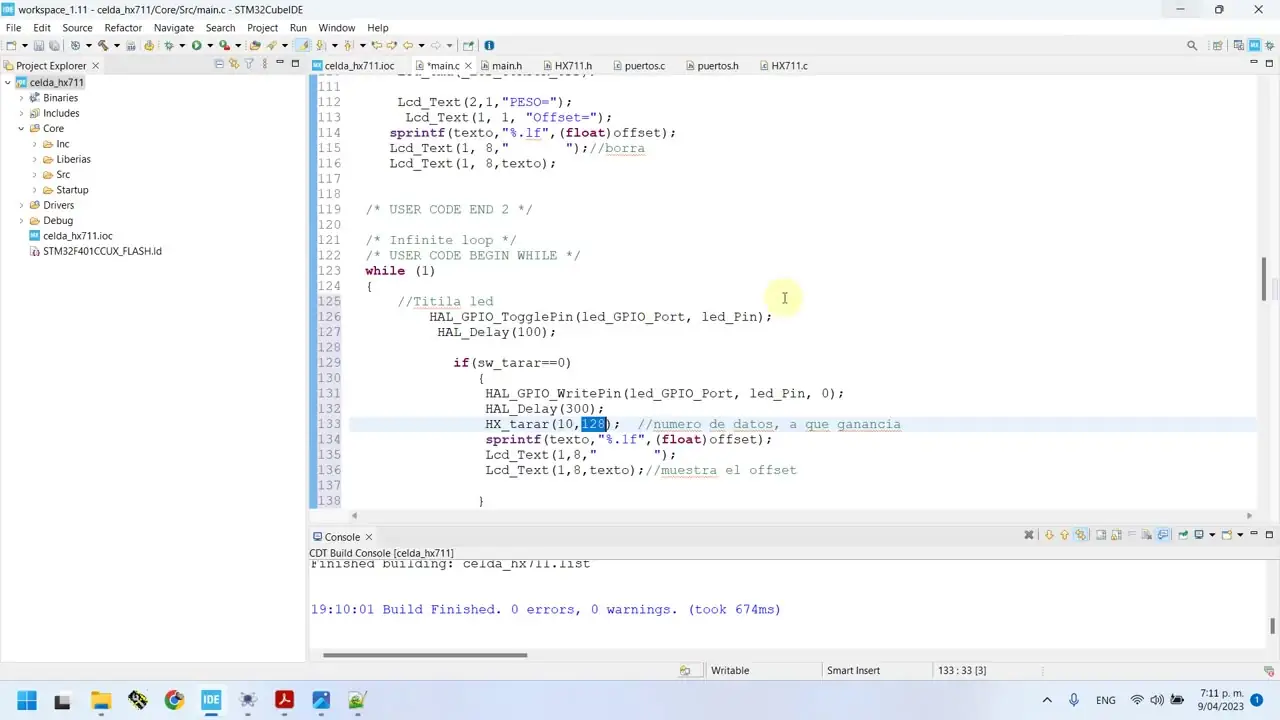 workspace_1.11 - celda_hx711/Core/Src/main.c - STM32CubeIDE
File Edit Source Refactor Navigate Search Project Run Window Help
Project Explorer
celda_hx711.ioc *main.c main.h HX711.h puertos.c puertos.h HX711.c
celda_hx711
Binaries
Includes
Core
Inc
Liberias
Src
Startup
Drivers
Debug
celda_hx711.ioc
STM32F401CCUX_FLASH.ld
111
112 Lcd_Text(2,1,"PESO=");
113 Lcd_Text(1, 1, "Offset=");
114 sprintf(texto,"%.lf",(float)offset);
115 Lcd_Text(1, 8,"       ");//borra
116 Lcd_Text(1, 8,texto);
117
118
119 /* USER CODE END 2 */
120
121 /* Infinite loop */
122 /* USER CODE BEGIN WHILE */
123 while (1)
124 {
125 //Titila led
126 HAL_GPIO_TogglePin(led_GPIO_Port, led_Pin);
127 HAL_Delay(100);
128
129 if(sw_tarar==0)
130 {
131 HAL_GPIO_WritePin(led_GPIO_Port, led_Pin, 0);
132 HAL_Delay(300);
133 HX_tarar(10,128); //numero de datos, a que ganancia
134 sprintf(texto,"%.lf",(float)offset);
135 Lcd_Text(1,8,"       ");
136 Lcd_Text(1,8,texto);//muestra el offset
137
138 }
Console
CDT Build Console [celda_hx711]
Finished building: celda_hx711.list
19:10:01 Build Finished. 0 errors, 0 warnings. (took 674ms)
Writable Smart Insert 133 : 33 [3]
IDE
ENG
7:11 p. m.
9/04/2023
1